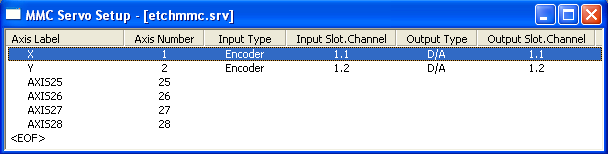 MMC Servo Setup - [etchmmc.srv]
Axis Label Axis Number Input Type Input Slot.Channel Output Type Output Slot.Channel
X 1 Encoder 1.1 D/A 1.1
Y 2 Encoder 1.2 D/A 1.2
AXIS25 25
AXIS26 26
AXIS27 27
AXIS28 28
<EOF>